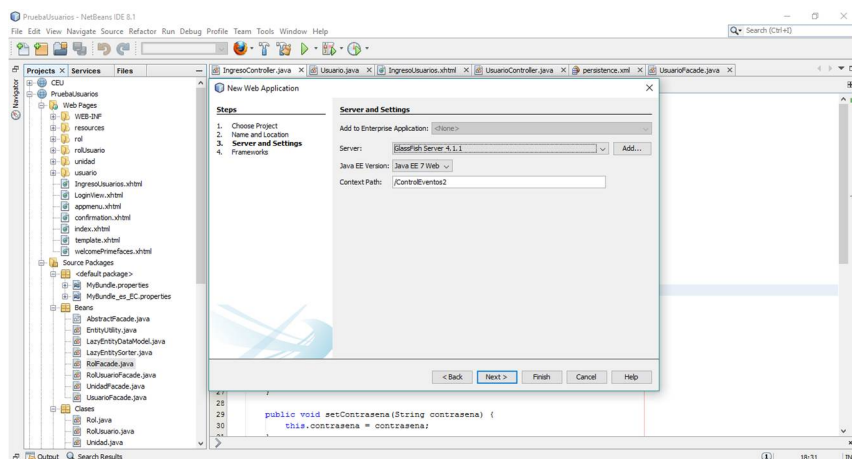 PruebaUsuarios - NetBeans IDE 8.1
File Edit View Navigate Source Refactor Run Debug Profile Team Tools Window Help
Search (Ctrl+I)
Projects Services Files
IngresoController.java Usuario.java IngresoUsuarios.xhtml UsuarioController.java persistence.xml UsuarioFacade.java
Navigator
CEU
PruebaUsuarios
Web Pages
WEB-INF
resources
rol
rolUsuario
unidad
usuario
IngresoUsuarios.xhtml
LoginView.xhtml
appmenu.xhtml
confirmation.xhtml
index.xhtml
template.xhtml
welcomePrimefaces.xhtml
Source Packages
<default package>
MyBundle.properties
MyBundle_es_EC.properties
Beans
AbstractFacade.java
EntityUtility.java
LazyEntityDataModel.java
LazyEntitySorter.java
RolFacade.java
RolUsuarioFacade.java
UnidadFacade.java
UsuarioFacade.java
Clases
Rol.java
RolUsuario.java
Unidad.java
New Web Application
Steps
1. Choose Project
2. Name and Location
3. Server and Settings
4. Frameworks
Server and Settings
Add to Enterprise Application: <None>
Server: GlassFish Server 4.1.1 Add...
Java EE Version: Java EE 7 Web
Context Path: /ControlEventos2
< Back Next > Finish Cancel Help
27 }
28
29 public void setContrasena(String contrasena) {
30 this.contrasena = contrasena;
Output Search Results
1 18:31 IN